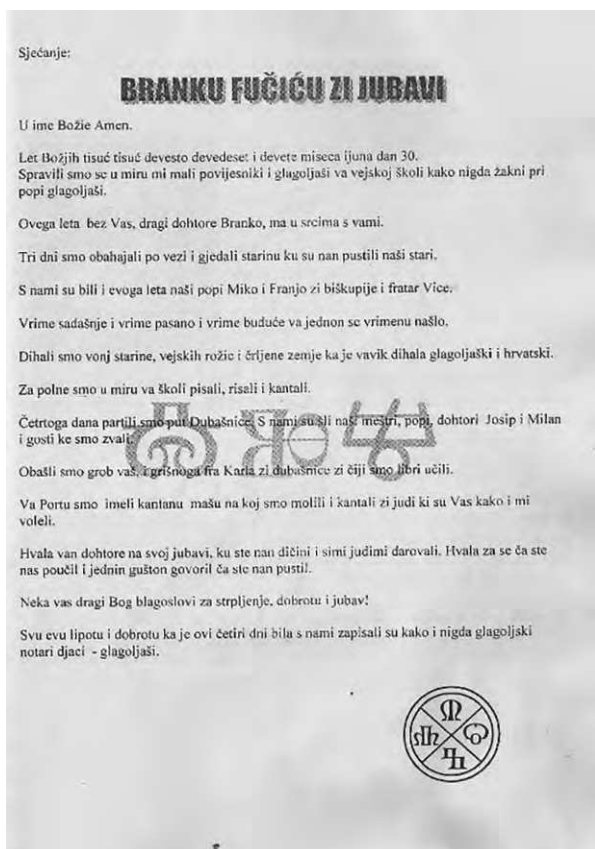 Sjećanje:
BRANKU FUČIĆU ZI JUBAVI
U ime Božie Amen.
Let Božjih tisuć tisuć devesto devedeset i devete miseca ijuna dan 30.
Spravili smo se u miru mi mali povijesniki i glagoljaši va vejskoj školi kako nigda žakni pri
popi glagoljaši.
Ovega leta bez Vas, dragi dohtore Branko, ma u srcima s vami.
Tri dni smo obahajali po vezi i gjedali starinu ku su nan pustili naši stari.
S nami su bili i evoga leta naši popi Miko i Franjo zi biškupije i fratar Vice.
Vrime sadašnje i vrime pasano i vrime buduće va jednon se vrimenu našlo.
Dihali smo vonj starine, vejskih rožic i črljene zemje ka je vavik dihala glagoljaški i hrvatski.
Za polne smo u miru va školi pisali, risali i kantali.
Četrtoga dana partili smo put Dubašnice. S nami su šli naši meštri, popi, dohtori Josip i Milan
i gosti ke smo zvali.
Obašli smo grob vaš, i grišnoga fra Karla zi dubašnice zi čiji smo libri učili.
Va Portu smo imeli kantanu mašu na koj smo molili i kantali zi judi ki su Vas kako i mi
voleli.
Hvala van dohtore na svoj jubavi, ku ste nan dičini i simi judimi darovali. Hvala za se ča ste
nas poučil i jednin gušton govoril ča ste nan pustil.
Neka vas dragi Bog blagoslovi za strpljenje, dobrotu i jubav!
Svu evu lipotu i dobrotu ka je ovi četiri dni bila s nami zapisali su kako i nigda glagoljski
notari djaci - glagoljaši.